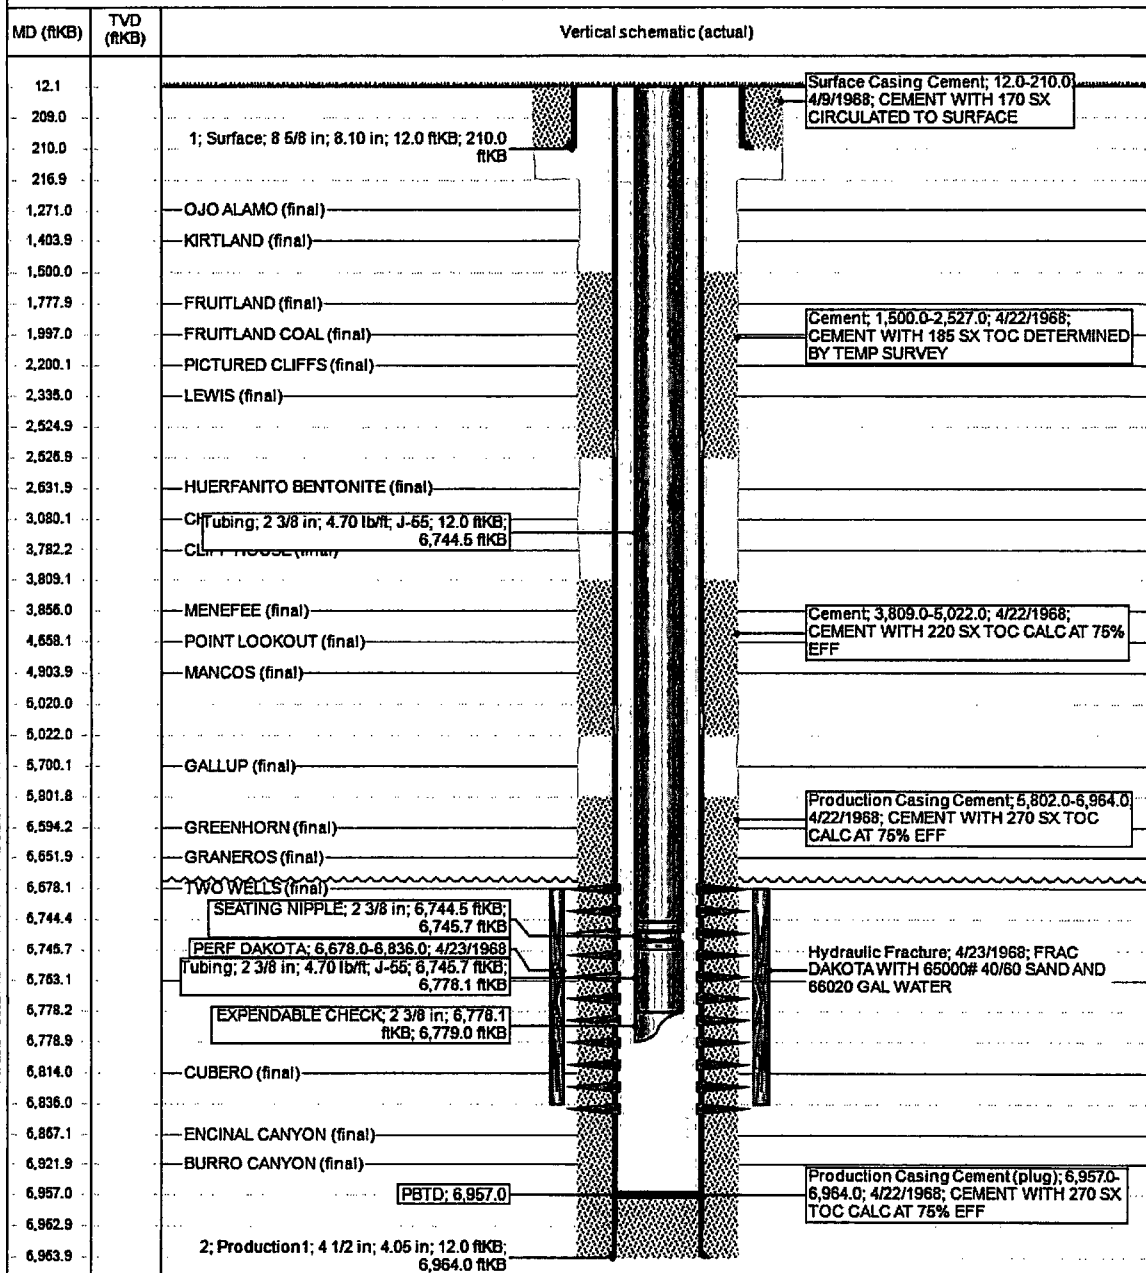 MD (ftKB)
TVD
(ftKB)
Vertical schematic (actual)
12.1
209.0
210.0
216.9
1,271.0
1,403.9
1,500.0
1,777.9
1,997.0
2,200.1
2,335.0
2,524.9
2,526.9
2,631.9
3,080.1
3,782.2
3,809.1
3,856.0
4,658.1
4,903.9
5,020.0
5,022.0
5,700.1
5,801.8
6,594.2
6,651.9
6,678.1
6,744.4
6,745.7
6,763.1
6,778.2
6,778.9
6,814.0
6,836.0
6,867.1
6,921.9
6,957.0
6,962.9
6,963.9
1; Surface; 8 5/8 in; 8.10 in; 12.0 ftKB; 210.0
ftKB
OJO ALAMO (final)
KIRTLAND (final)
FRUITLAND (final)
FRUITLAND COAL (final)
PICTURED CLIFFS (final)
LEWIS (final)
HUERFANITO BENTONITE (final)
Tubing; 2 3/8 in; 4.70 lb/ft; J-55; 12.0 ftKB;
6,744.5 ftKB
CLIFF HOUSE (final)
MENEFEE (final)
POINT LOOKOUT (final)
MANCOS (final)
GALLUP (final)
GREENHORN (final)
GRANEROS (final)
TWO WELLS (final)
SEATING NIPPLE; 2 3/8 in; 6,744.5 ftKB;
6,745.7 ftKB
PERF DAKOTA; 6,678.0-6,836.0; 4/23/1968
Tubing; 2 3/8 in; 4.70 lb/ft; J-55; 6,745.7 ftKB;
6,778.1 ftKB
EXPENDABLE CHECK; 2 3/8 in; 6,778.1
ftKB; 6,779.0 ftKB
CUBERO (final)
ENCINAL CANYON (final)
BURRO CANYON (final)
PBTD; 6,957.0
2; Production1; 4 1/2 in; 4.05 in; 12.0 ftKB;
6,964.0 ftKB
Surface Casing Cement; 12.0-210.0;
4/9/1968; CEMENT WITH 170 SX
CIRCULATED TO SURFACE
Cement; 1,500.0-2,527.0; 4/22/1968;
CEMENT WITH 185 SX TOC DETERMINED
BY TEMP SURVEY
Cement; 3,809.0-5,022.0; 4/22/1968;
CEMENT WITH 220 SX TOC CALC AT 75%
EFF
Production Casing Cement; 5,802.0-6,964.0;
4/22/1968; CEMENT WITH 270 SX TOC
CALC AT 75% EFF
Hydraulic Fracture; 4/23/1968; FRAC
DAKOTA WITH 65000# 40/60 SAND AND
66020 GAL WATER
Production Casing Cement (plug); 6,957.0-
6,964.0; 4/22/1968; CEMENT WITH 270 SX
TOC CALC AT 75% EFF